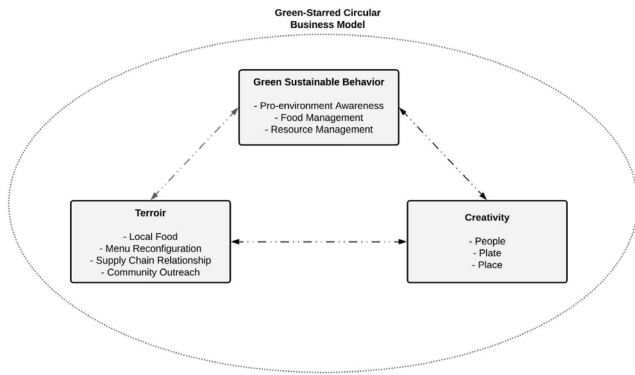 Green-Starred Circular
Business Model
Green Sustainable Behavior
- Pro-environment Awareness
- Food Management
- Resource Management
Terroir
- Local Food
- Menu Reconfiguration
- Supply Chain Relationship
- Community Outreach
Creativity
- People
- Plate
- Place